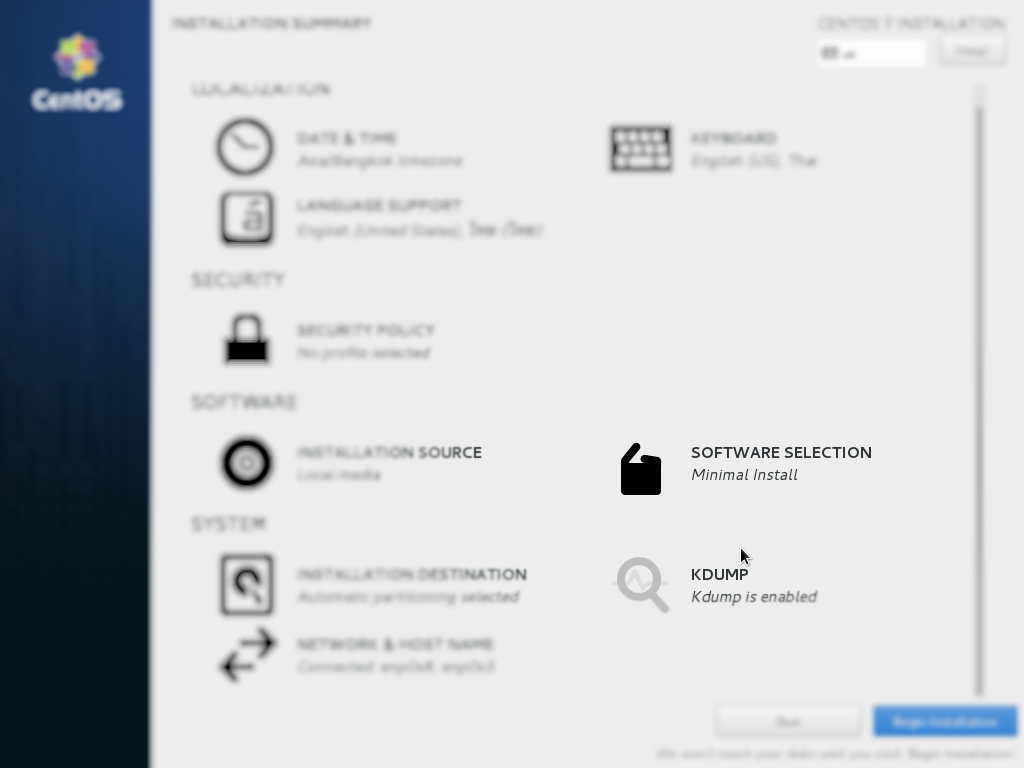 INSTALLATION SUMMARY
CENTOS 7 INSTALLATION
us
CentOS
LOCALIZATION
DATE & TIME
Asia/Bangkok timezone
KEYBOARD
English (US), Thai
LANGUAGE SUPPORT
English (United States), ไทย (ไทย)
SECURITY
SECURITY POLICY
No profile selected
SOFTWARE
INSTALLATION SOURCE
Local media
SOFTWARE SELECTION
Minimal Install
SYSTEM
INSTALLATION DESTINATION
Automatic partitioning selected
KDUMP
Kdump is enabled
NETWORK & HOST NAME
Connected: enp0s8, enp0s3
Quit
Begin Installation
We won't touch your disks until you click 'Begin Installation'.